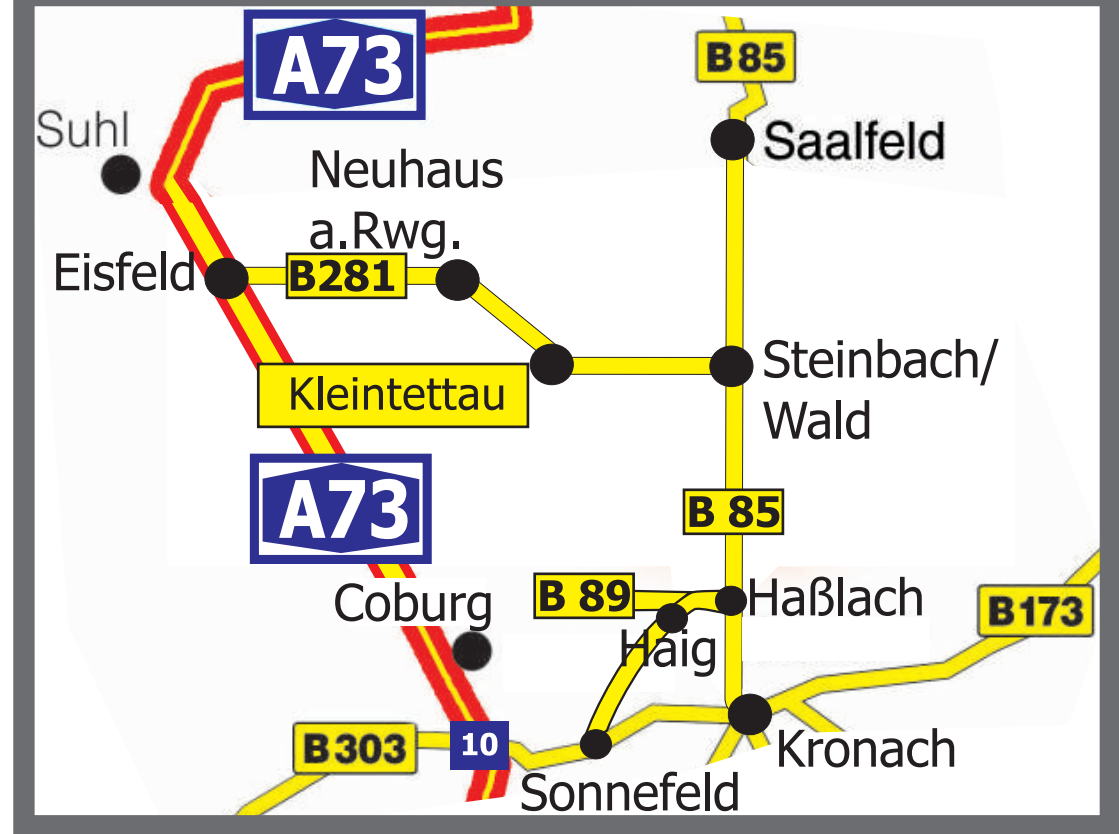 A73
B 85
Suhl
Saalfeld
Neuhaus
a.Rwg.
Eisfeld
B281
Steinbach/
Wald
Kleintettau
A73
B 85
Coburg
B 89
Haßlach
B173
Haig
B303
10
Kronach
Sonnefeld